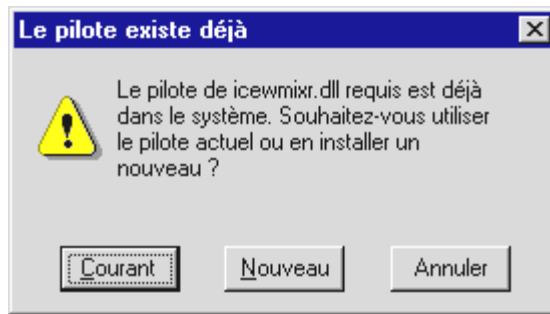 Le pilote existe déjà
Le pilote de icewmixr.dll requis est déjà
dans le système. Souhaitez-vous utiliser
le pilote actuel ou en installer un
nouveau ?
Courant Nouveau Annuler